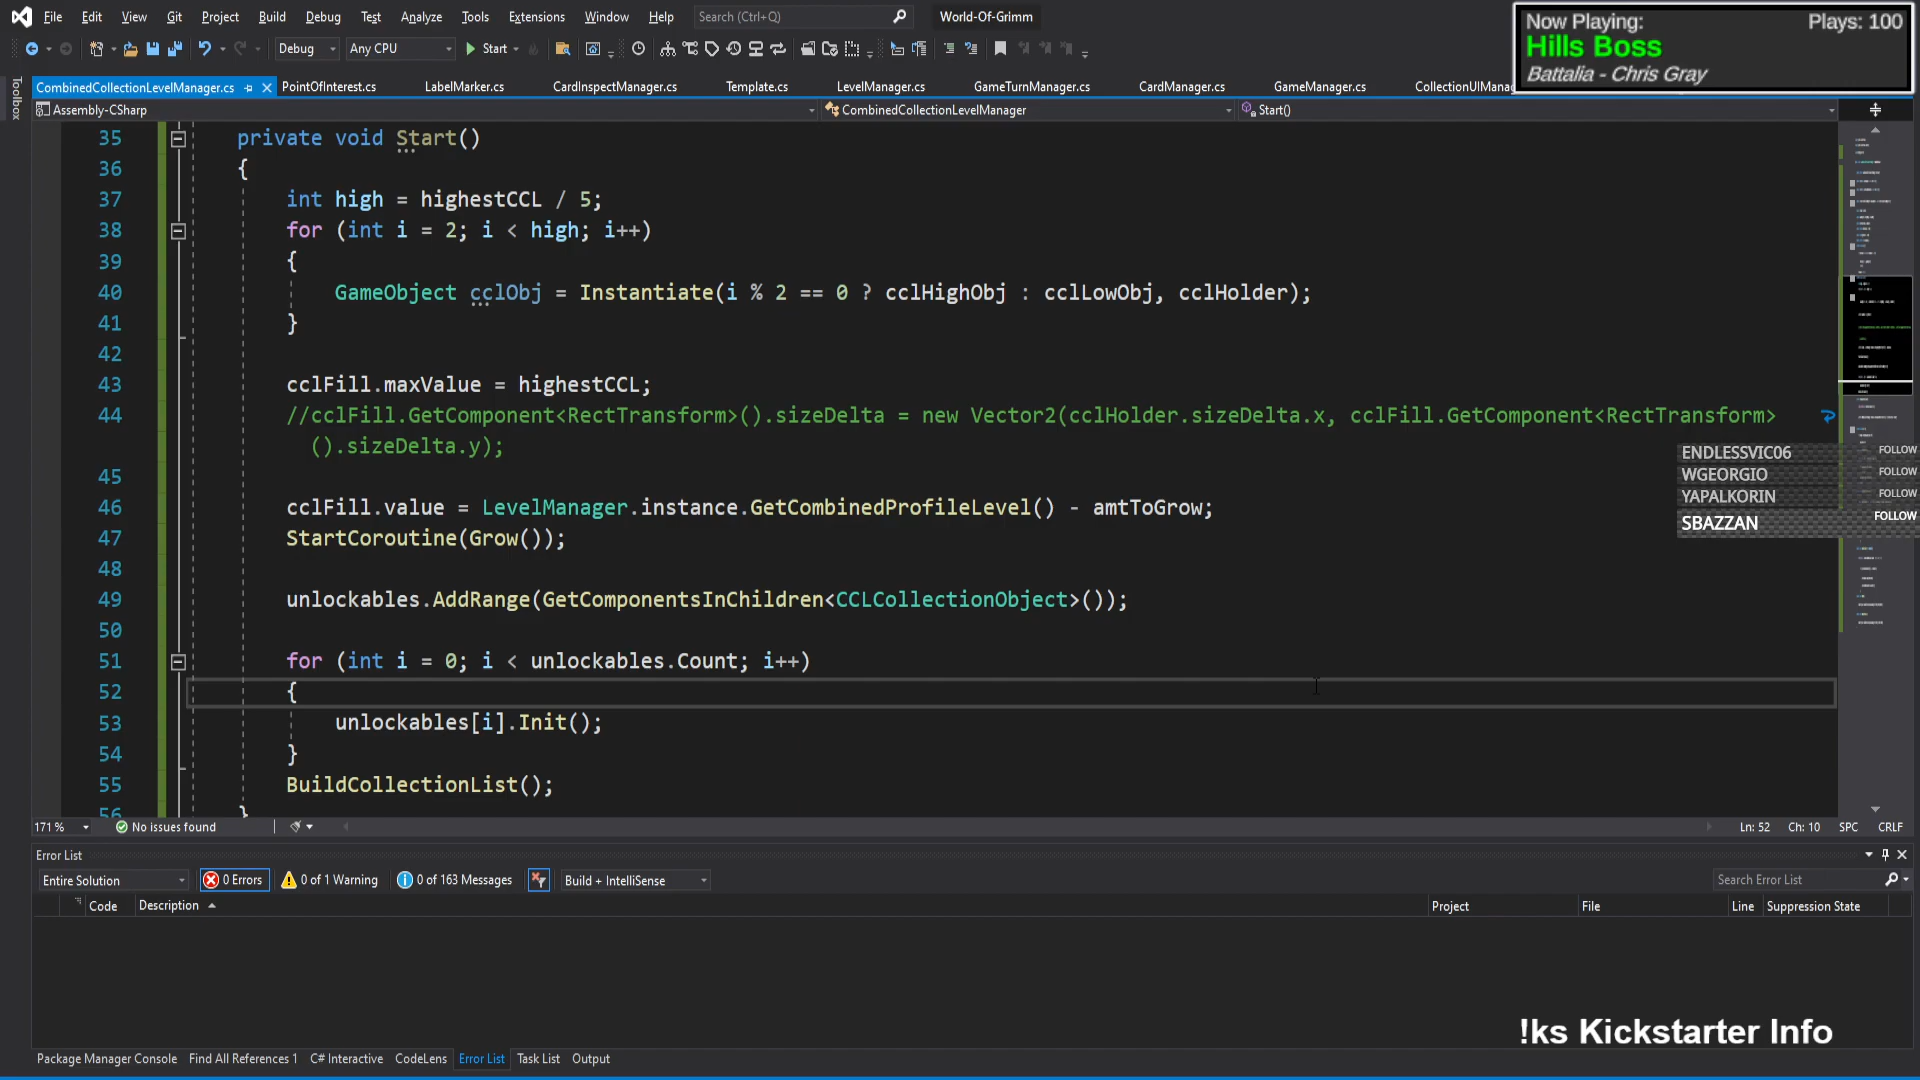 File Edit View Git Project Build Debug Test Analyze Tools Extensions Window Help Search (Ctrl+Q) World-Of-Grimm
Now Playing: Plays: 100
Hills Boss
Battalia - Chris Gray
Debug Any CPU Start
Toolbox
CombinedCollectionLevelManager.cs PointOfInterest.cs LabelMarker.cs CardInspectManager.cs Template.cs LevelManager.cs GameTurnManager.cs CardManager.cs GameManager.cs CollectionUIMana
Assembly-CSharp CombinedCollectionLevelManager Start()
35 private void Start()
36 {
37 int high = highestCCL / 5;
38 for (int i = 2; i < high; i++)
39 {
40 GameObject cclObj = Instantiate(i % 2 == 0 ? cclHighObj : cclLowObj, cclHolder);
41 }
42
43 cclFill.maxValue = highestCCL;
44 //cclFill.GetComponent<RectTransform>().sizeDelta = new Vector2(cclHolder.sizeDelta.x, cclFill.GetComponent<RectTransform>
().sizeDelta.y);
45
46 cclFill.value = LevelManager.instance.GetCombinedProfileLevel() - amtToGrow;
47 StartCoroutine(Grow());
48
49 unlockables.AddRange(GetComponentsInChildren<CCLCollectionObject>());
50
51 for (int i = 0; i < unlockables.Count; i++)
52 {
53 unlockables[i].Init();
54 }
55 BuildCollectionList();
56 }
ENDLESSVIC06 FOLLOW
WGEORGIO FOLLOW
YAPALKORIN FOLLOW
SBAZZAN FOLLOW
171 % No issues found Ln: 52 Ch: 10 SPC CRLF
Error List
Entire Solution 0 Errors 0 of 1 Warning 0 of 163 Messages Build + IntelliSense Search Error List
Code Description Project File Line Suppression State
!ks Kickstarter Info
Package Manager Console Find All References 1 C# Interactive CodeLens Error List Task List Output